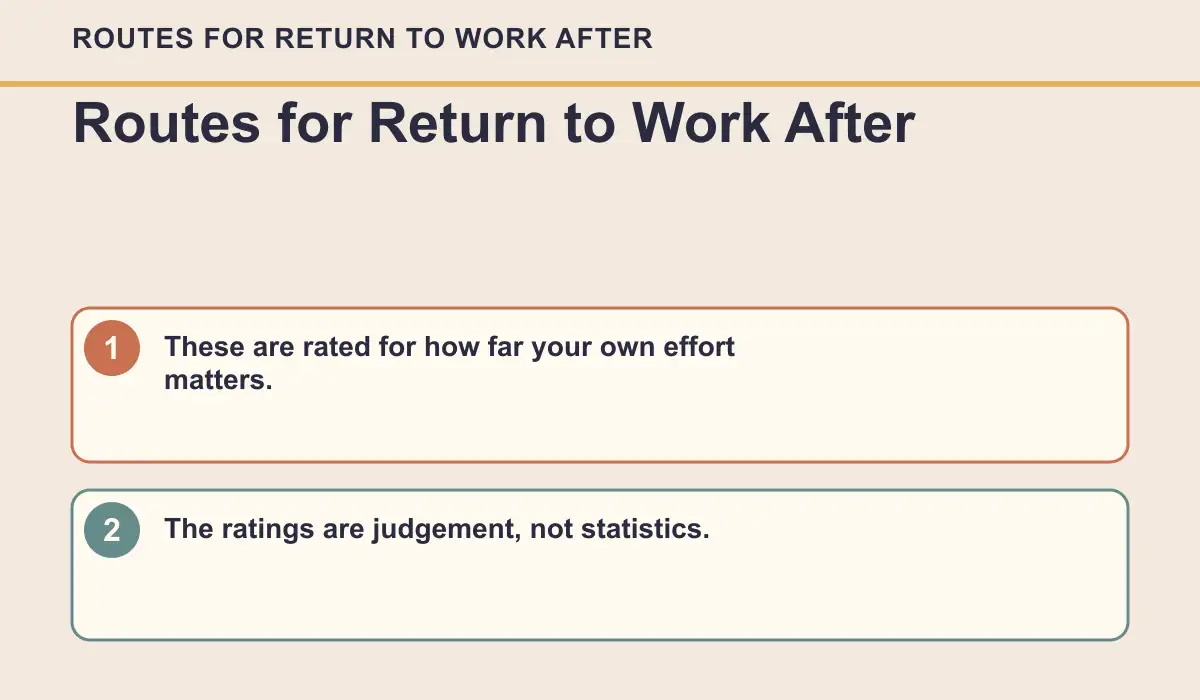 ROUTES FOR RETURN TO WORK AFTER
Routes for Return to Work After
1
These are rated for how far your own effort
matters.
2
The ratings are judgement, not statistics.